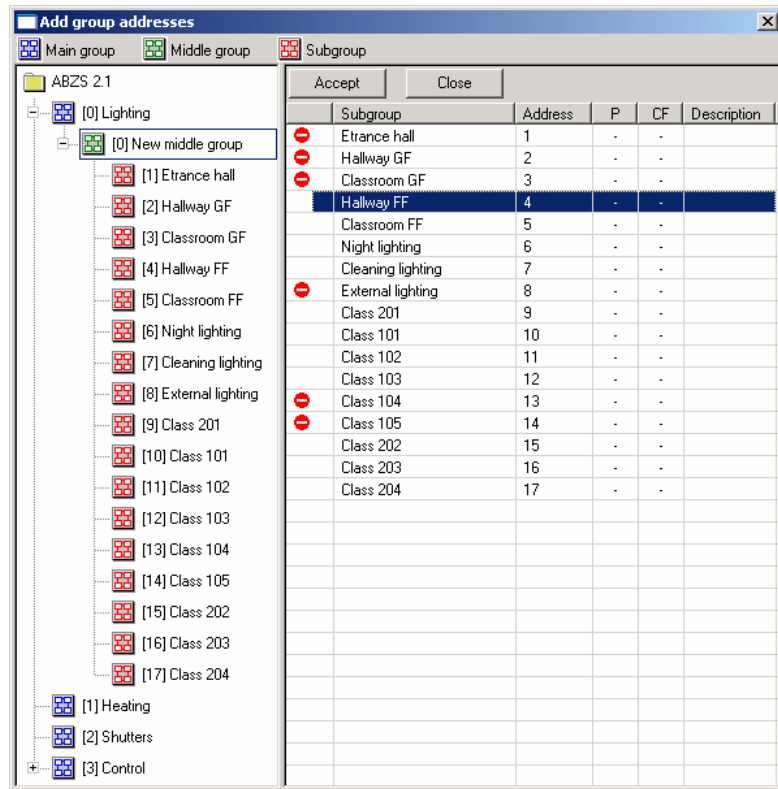 Add group addresses
Main group Middle group Subgroup
ABZS 2.1
[0] Lighting
[0] New middle group
[1] Etrance hall
[2] Hallway GF
[3] Classroom GF
[4] Hallway FF
[5] Classroom FF
[6] Night lighting
[7] Cleaning lighting
[8] External lighting
[9] Class 201
[10] Class 101
[11] Class 102
[12] Class 103
[13] Class 104
[14] Class 105
[15] Class 202
[16] Class 203
[17] Class 204
[1] Heating
[2] Shutters
[3] Control
Accept Close
Subgroup Address P CF Description
Etrance hall 1 - -
Hallway GF 2 - -
Classroom GF 3 - -
Hallway FF 4 - -
Classroom FF 5 - -
Night lighting 6 - -
Cleaning lighting 7 - -
External lighting 8 - -
Class 201 9 - -
Class 101 10 - -
Class 102 11 - -
Class 103 12 - -
Class 104 13 - -
Class 105 14 - -
Class 202 15 - -
Class 203 16 - -
Class 204 17 - -